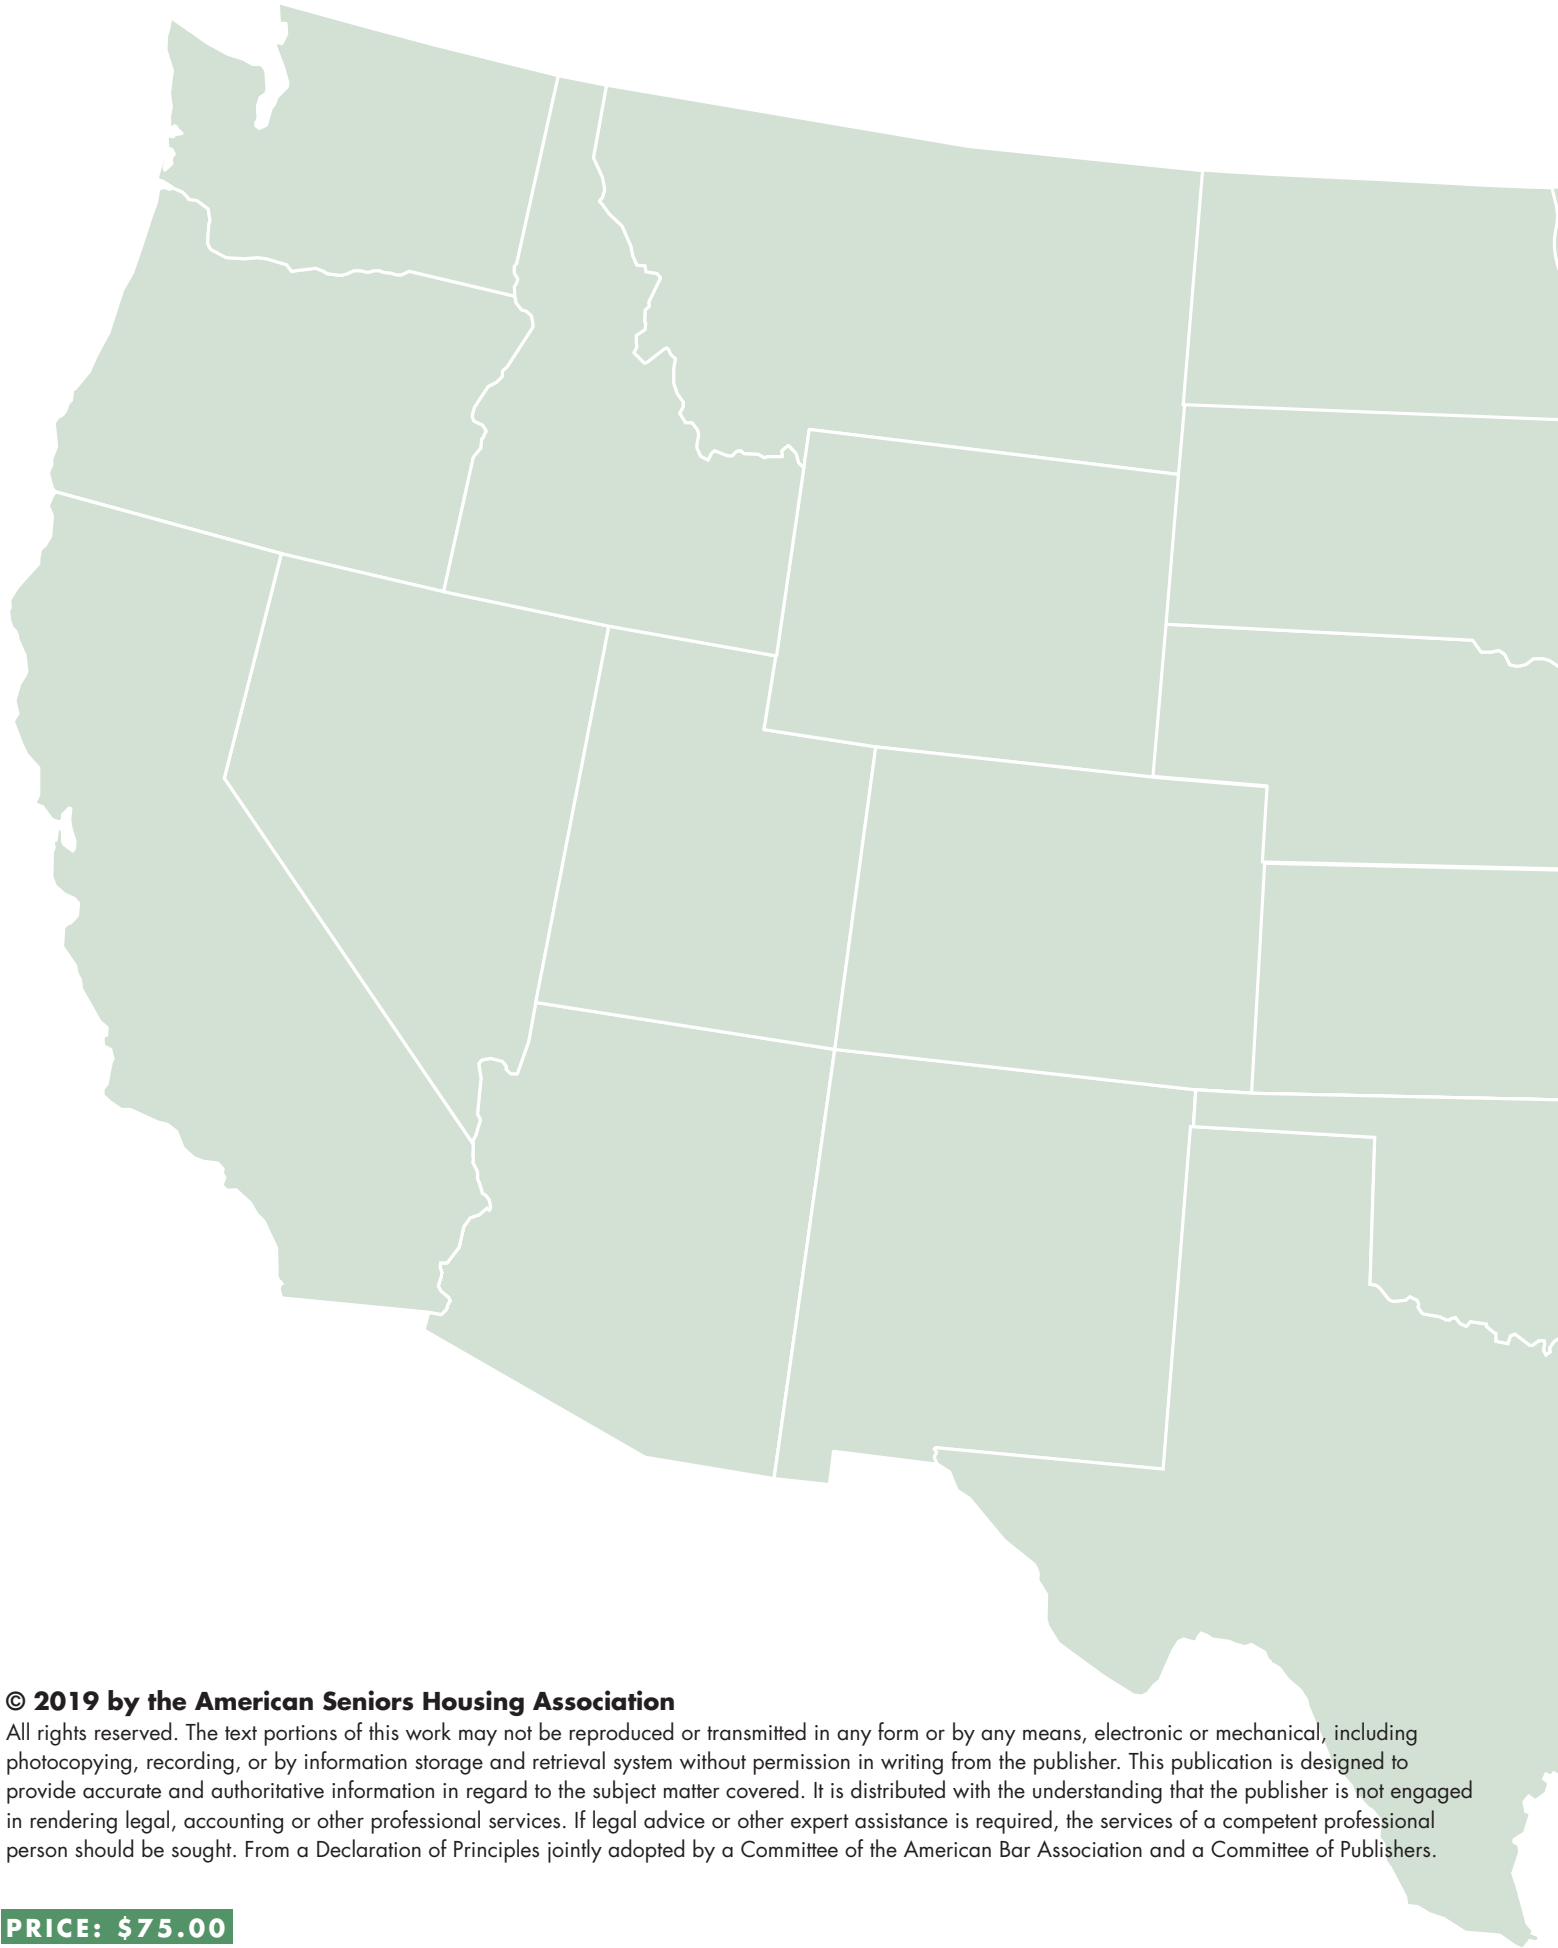 © 2019 by the American Seniors Housing Association
All rights reserved. The text portions of this work may not be reproduced or transmitted in any form or by any means, electronic or mechanical, including
photocopying, recording, or by information storage and retrieval system without permission in writing from the publisher. This publication is designed to
provide accurate and authoritative information in regard to the subject matter covered. It is distributed with the understanding that the publisher is not engaged
in rendering legal, accounting or other professional services. If legal advice or other expert assistance is required, the services of a competent professional
person should be sought. From a Declaration of Principles jointly adopted by a Committee of the American Bar Association and a Committee of Publishers.
PRICE: $75.00